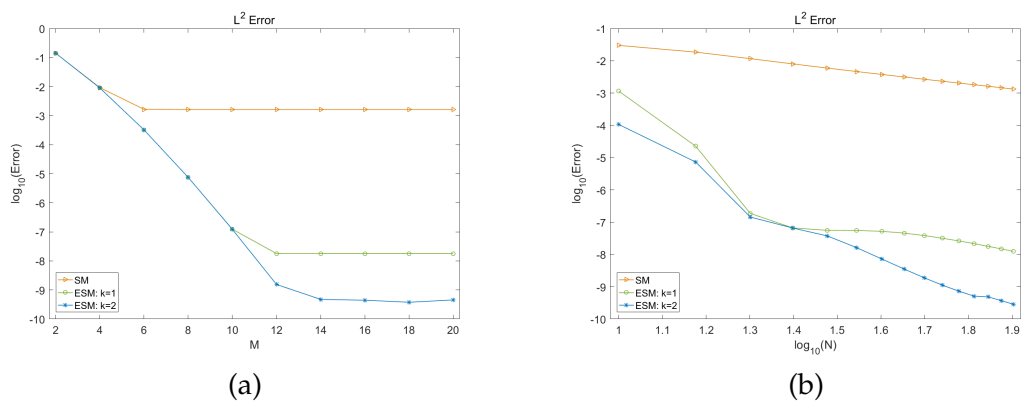 L² Error
log₁₀(Error)
0
-1
-2
-3
-4
-5
-6
-7
-8
-9
-10
SM
ESM: k=1
ESM: k=2
2 4 6 8 10 12 14 16 18 20
M
(a)
L² Error
log₁₀(Error)
-1
-2
-3
-4
-5
-6
-7
-8
-9
-10
SM
ESM: k=1
ESM: k=2
1 1.1 1.2 1.3 1.4 1.5 1.6 1.7 1.8 1.9
log₁₀(N)
(b)